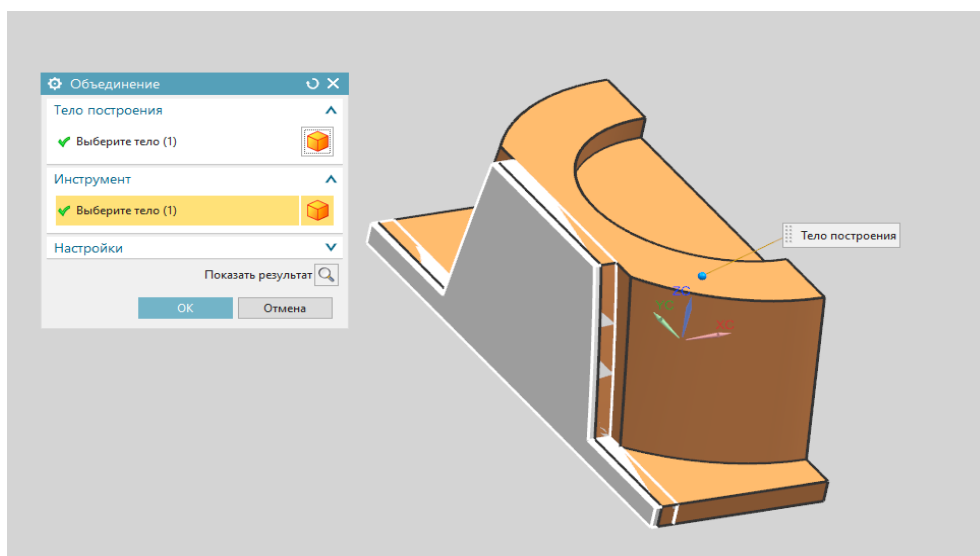 Объединение
Тело построения
Выберите тело (1)
Инструмент
Выберите тело (1)
Настройки
Показать результат
ОК Отмена
Тело построения
ZC
YC
XC